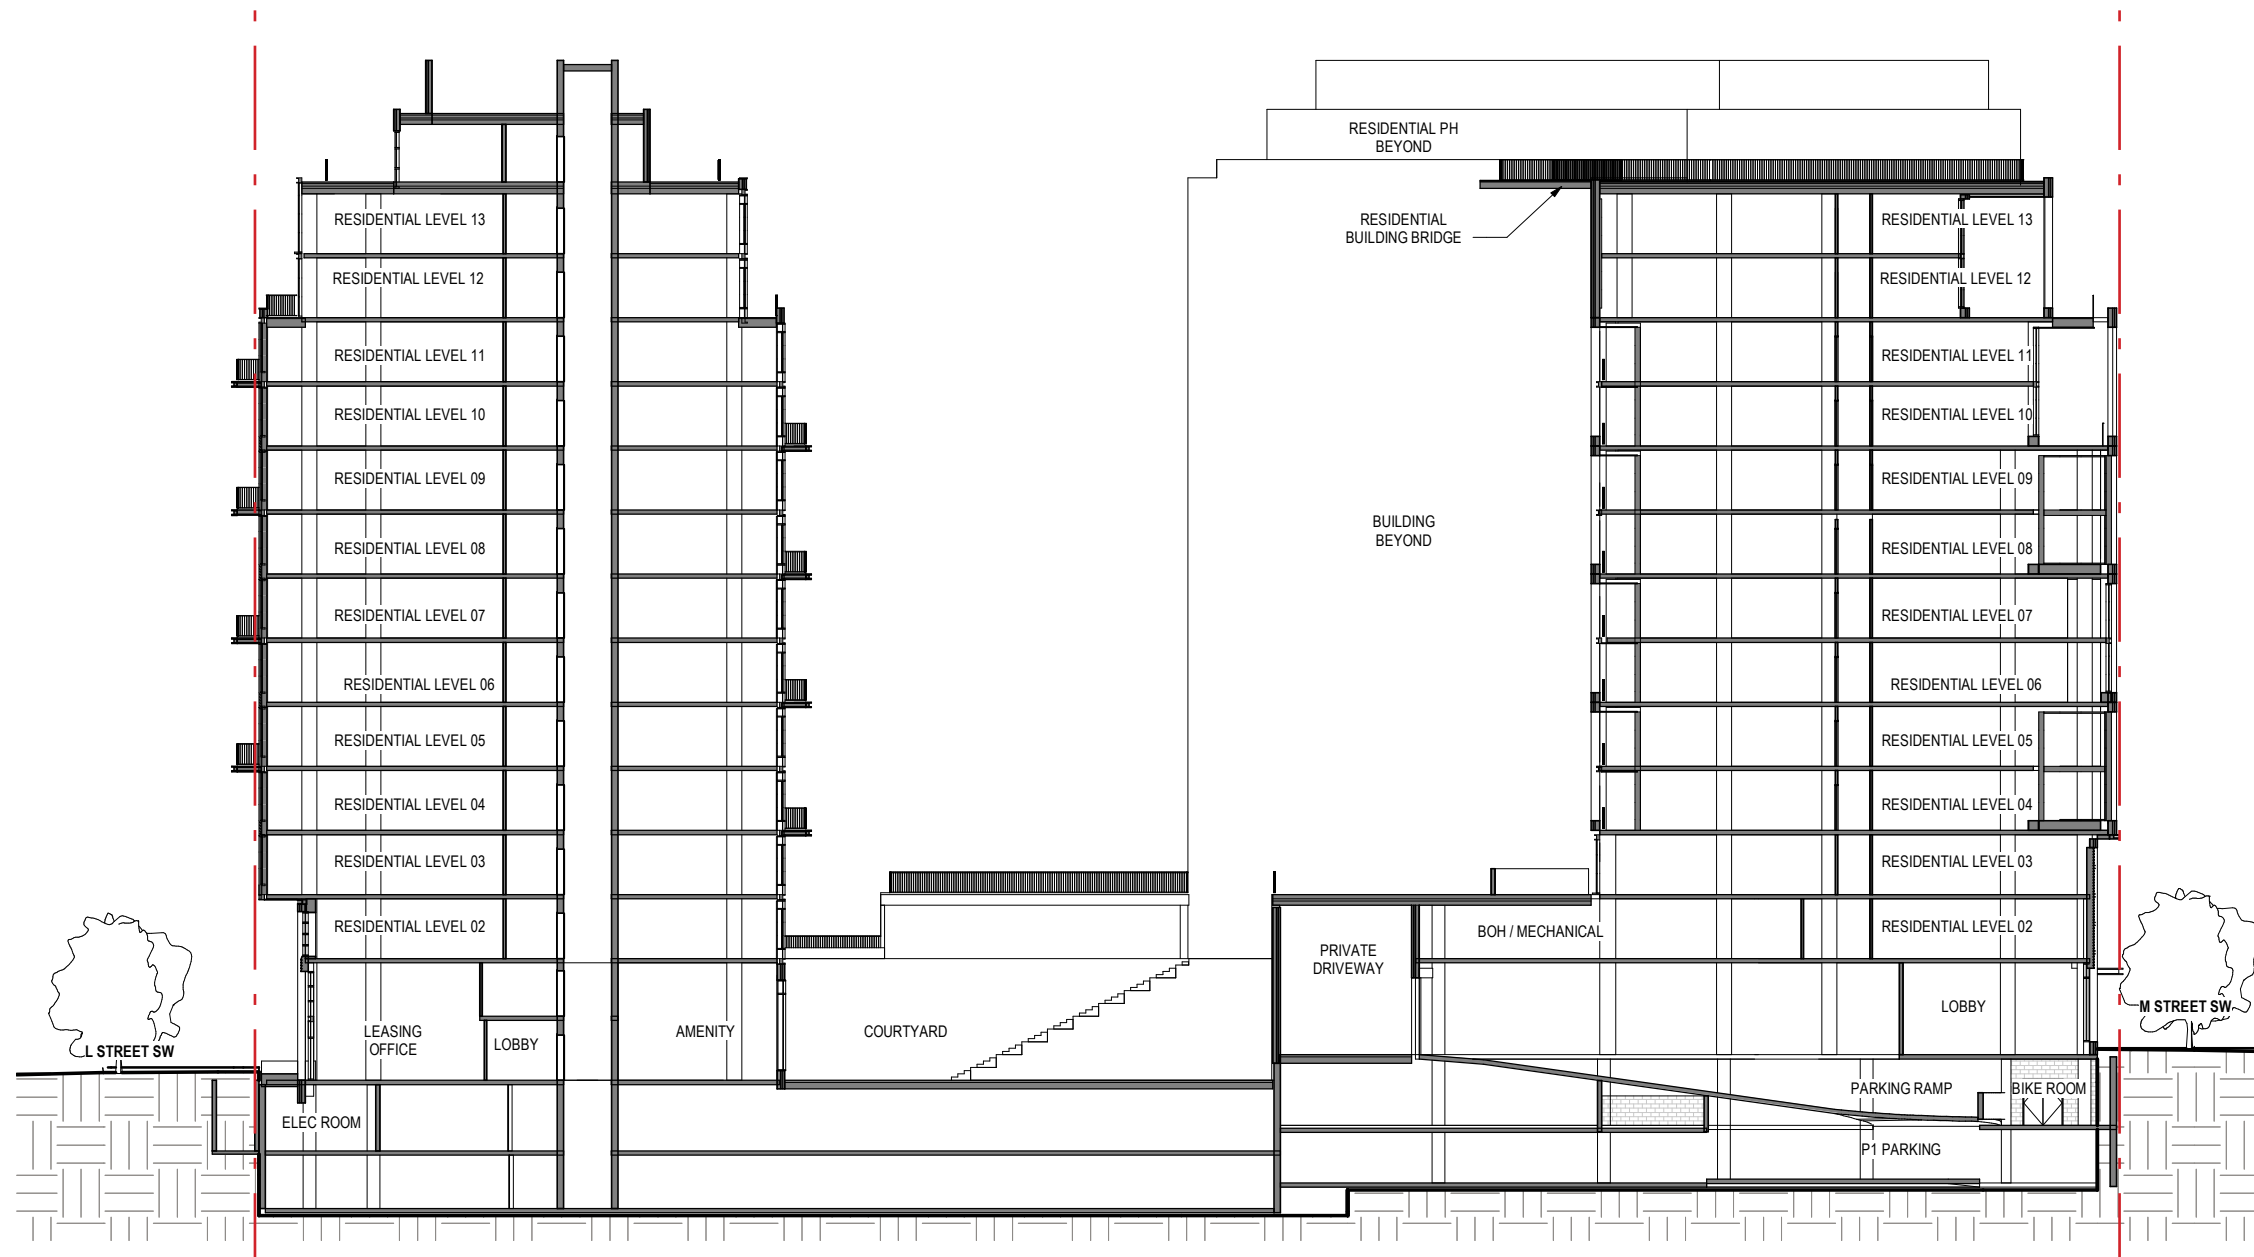 RESIDENTIAL PH
BEYOND
RESIDENTIAL LEVEL 13
RESIDENTIAL
BUILDING BRIDGE
RESIDENTIAL LEVEL 13
RESIDENTIAL LEVEL 12
RESIDENTIAL LEVEL 12
RESIDENTIAL LEVEL 11
RESIDENTIAL LEVEL 11
RESIDENTIAL LEVEL 10
RESIDENTIAL LEVEL 10
RESIDENTIAL LEVEL 09
RESIDENTIAL LEVEL 09
BUILDING
BEYOND
RESIDENTIAL LEVEL 08
RESIDENTIAL LEVEL 08
RESIDENTIAL LEVEL 07
RESIDENTIAL LEVEL 07
RESIDENTIAL LEVEL 06
RESIDENTIAL LEVEL 06
RESIDENTIAL LEVEL 05
RESIDENTIAL LEVEL 05
RESIDENTIAL LEVEL 04
RESIDENTIAL LEVEL 04
RESIDENTIAL LEVEL 03
RESIDENTIAL LEVEL 03
RESIDENTIAL LEVEL 02
BOH / MECHANICAL
RESIDENTIAL LEVEL 02
PRIVATE
DRIVEWAY
LOBBY
M STREET SW
L STREET SW
LEASING
OFFICE
LOBBY
AMENITY
COURTYARD
PARKING RAMP
BIKE ROOM
ELEC ROOM
P1 PARKING